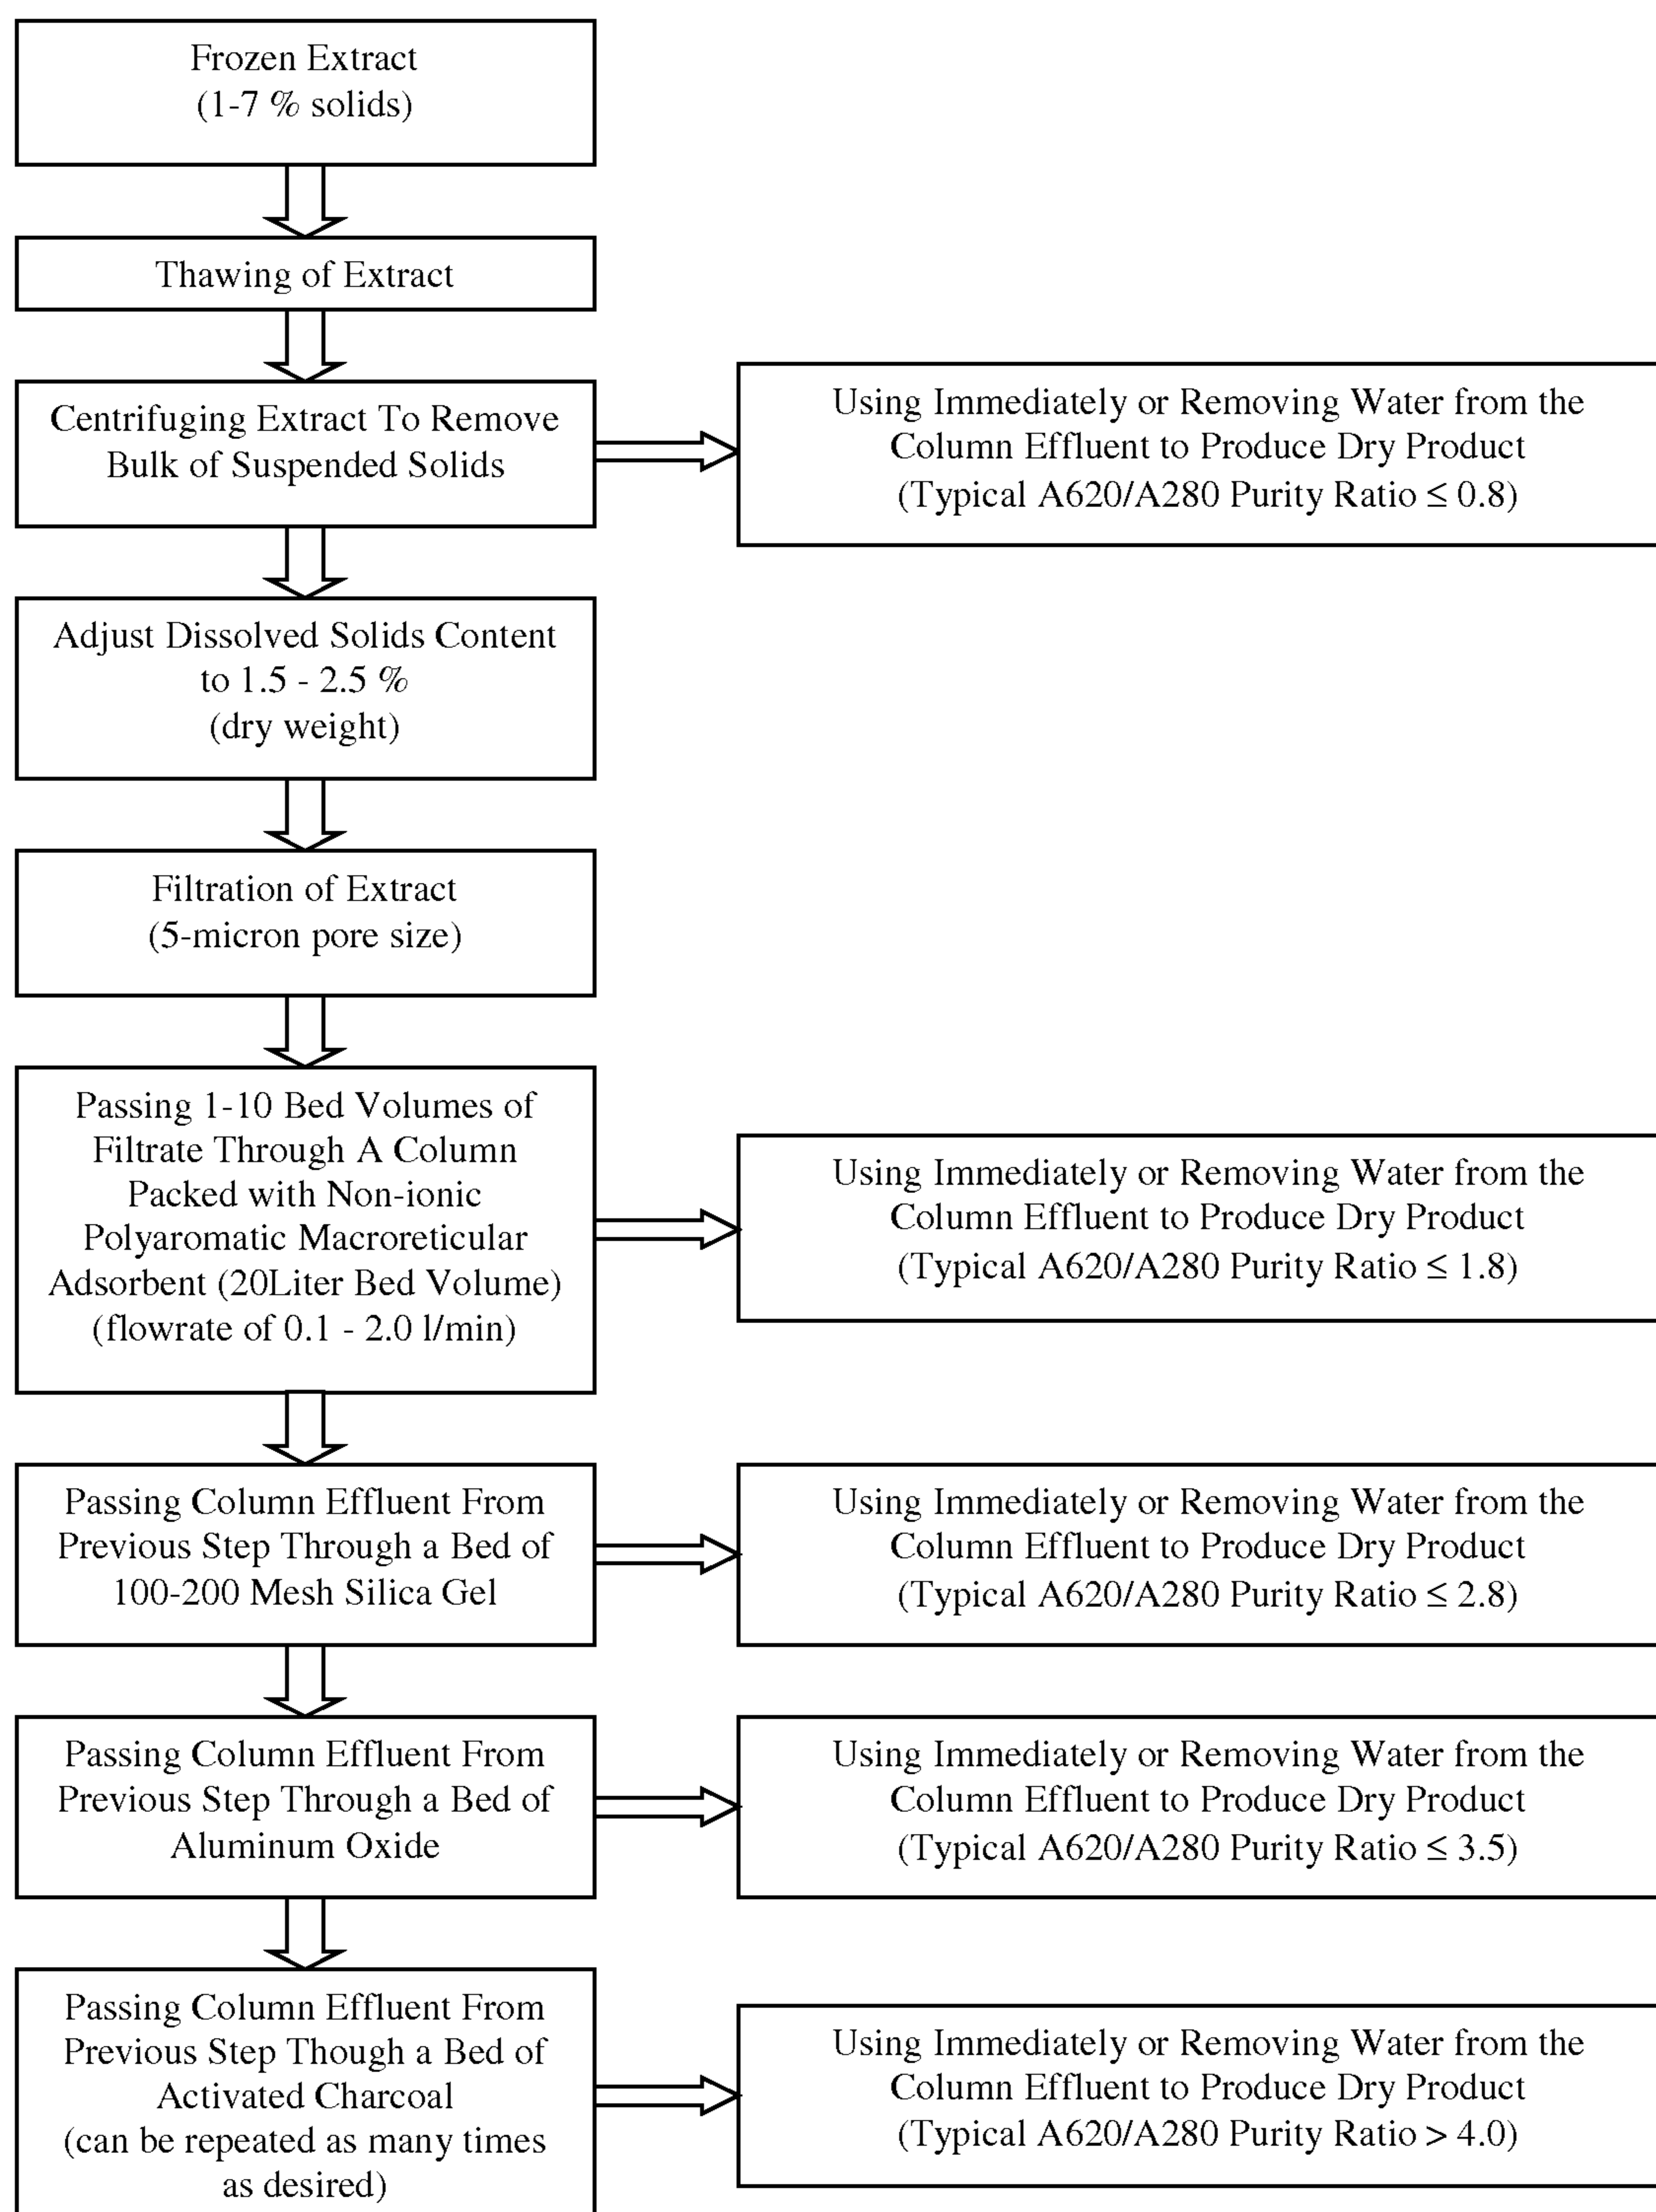 Frozen Extract
(1-7 % solids)
Thawing of Extract
Centrifuging Extract To Remove
Bulk of Suspended Solids
Using Immediately or Removing Water from the
Column Effluent to Produce Dry Product
(Typical A620/A280 Purity Ratio ≤ 0.8)
Adjust Dissolved Solids Content
to 1.5 - 2.5 %
(dry weight)
Filtration of Extract
(5-micron pore size)
Passing 1-10 Bed Volumes of
Filtrate Through A Column
Packed with Non-ionic
Polyaromatic Macroreticular
Adsorbent (20Liter Bed Volume)
(flowrate of 0.1 - 2.0 l/min)
Using Immediately or Removing Water from the
Column Effluent to Produce Dry Product
(Typical A620/A280 Purity Ratio ≤ 1.8)
Passing Column Effluent From
Previous Step Through a Bed of
100-200 Mesh Silica Gel
Using Immediately or Removing Water from the
Column Effluent to Produce Dry Product
(Typical A620/A280 Purity Ratio ≤ 2.8)
Passing Column Effluent From
Previous Step Through a Bed of
Aluminum Oxide
Using Immediately or Removing Water from the
Column Effluent to Produce Dry Product
(Typical A620/A280 Purity Ratio ≤ 3.5)
Passing Column Effluent From
Previous Step Though a Bed of
Activated Charcoal
(can be repeated as many times
as desired)
Using Immediately or Removing Water from the
Column Effluent to Produce Dry Product
(Typical A620/A280 Purity Ratio > 4.0)